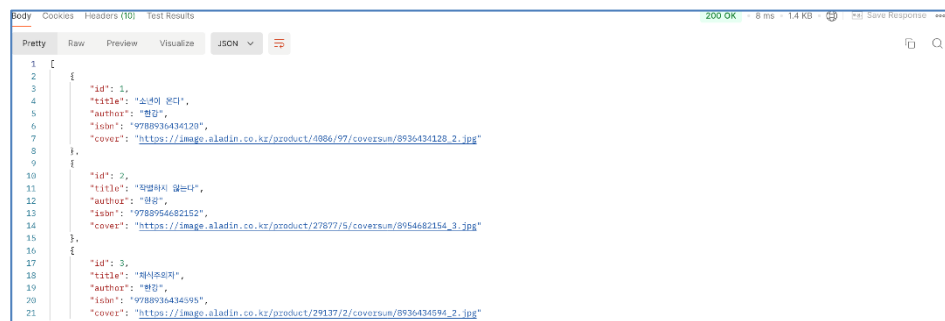 Body Cookies Headers (10) Test Results 200 OK 8 ms 1.4 KB Save Response
Pretty Raw Preview Visualize JSON
1 [
2 {
3 "id": 1,
4 "title": "소년이 온다",
5 "author": "한강",
6 "isbn": "9788936434120",
7 "cover": "https://image.aladin.co.kr/product/4086/97/coversum/8936434128_2.jpg"
8 },
9 {
10 "id": 2,
11 "title": "작별하지 않는다",
12 "author": "한강",
13 "isbn": "9788954682152",
14 "cover": "https://image.aladin.co.kr/product/27877/5/coversum/8954682154_3.jpg"
15 },
16 {
17 "id": 3,
18 "title": "채식주의자",
19 "author": "한강",
20 "isbn": "9788936434595",
21 "cover": "https://image.aladin.co.kr/product/29137/2/coversum/8936434594_2.jpg"